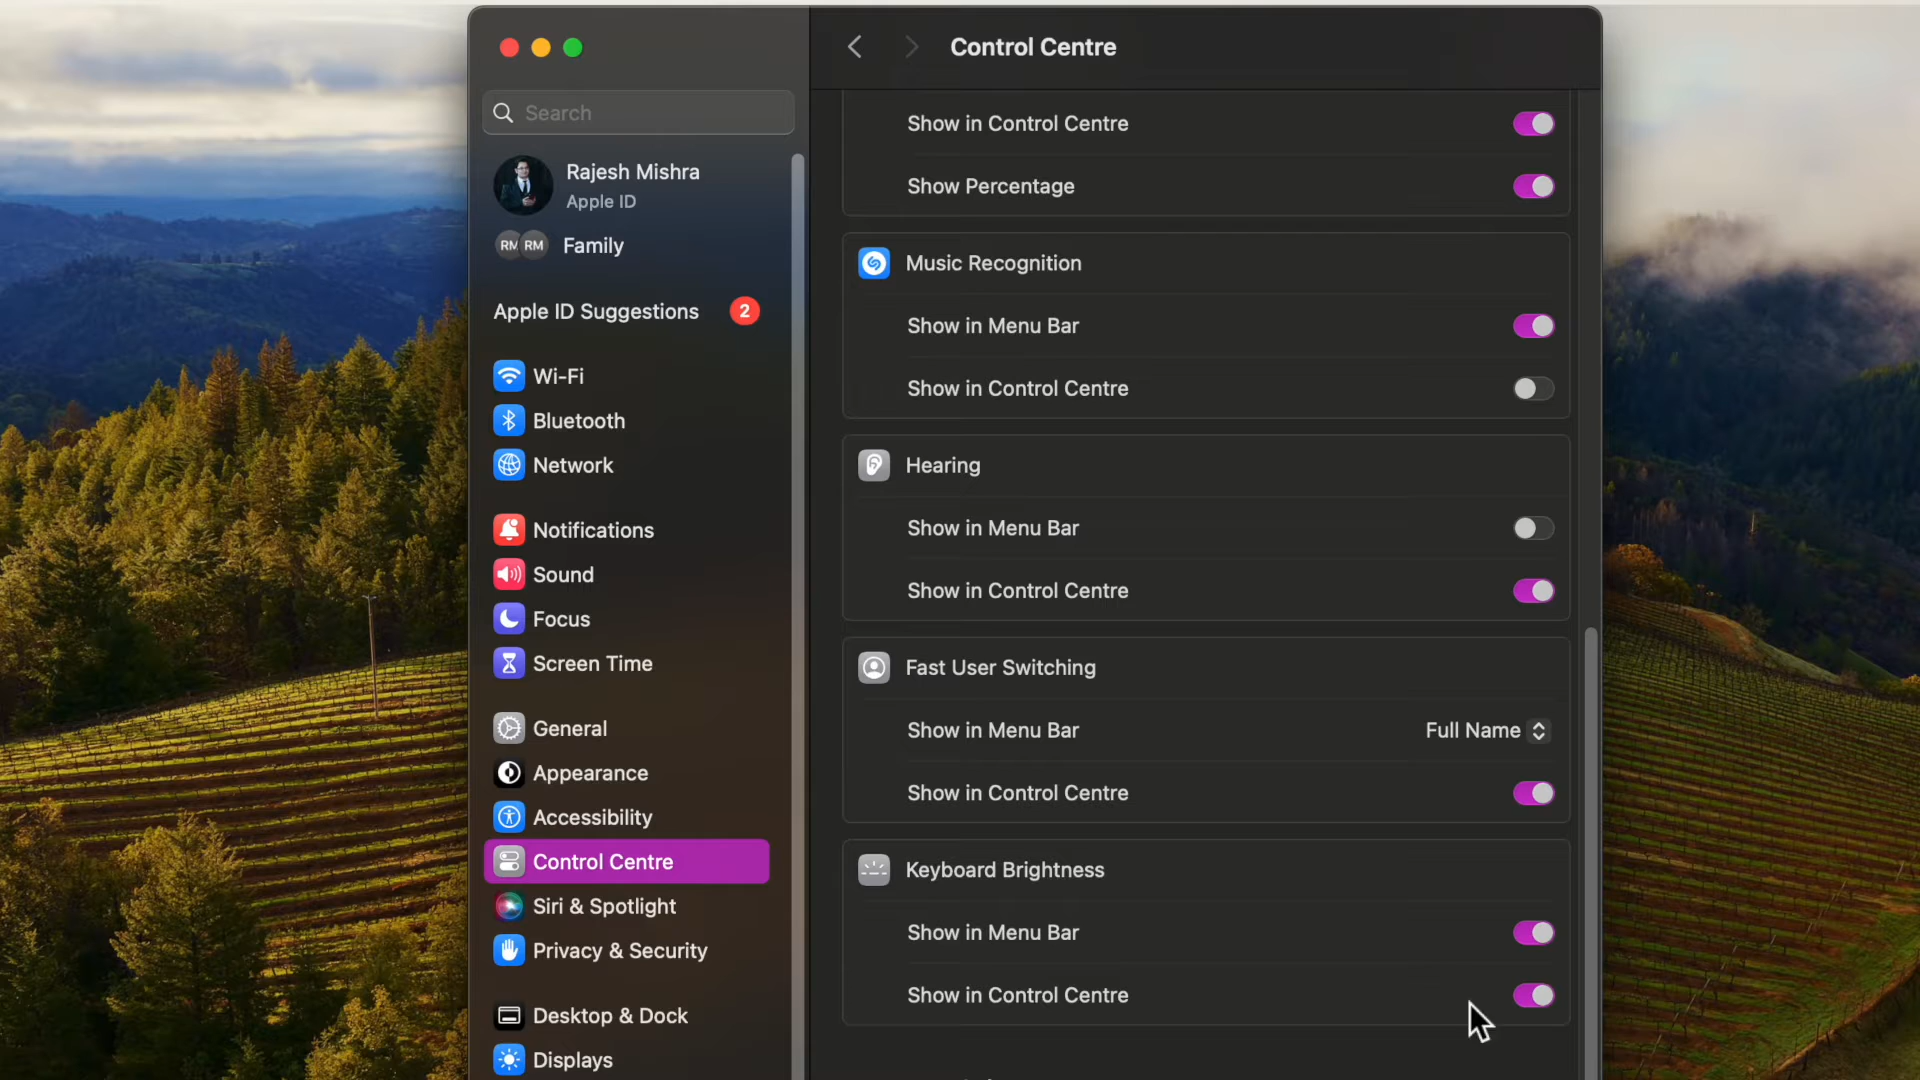 Control Centre
Search
Rajesh Mishra
Apple ID
RM RM Family
Apple ID Suggestions 2
Wi-Fi
Bluetooth
Network
Notifications
Sound
Focus
Screen Time
General
Appearance
Accessibility
Control Centre
Siri & Spotlight
Privacy & Security
Desktop & Dock
Displays
Show in Control Centre
Show Percentage
Music Recognition
Show in Menu Bar
Show in Control Centre
Hearing
Show in Menu Bar
Show in Control Centre
Fast User Switching
Show in Menu Bar Full Name
Show in Control Centre
Keyboard Brightness
Show in Menu Bar
Show in Control Centre